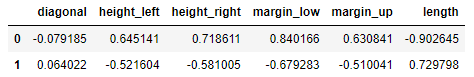 diagonal height_left height_right margin_low margin_up length
0 -0.079185 0.645141 0.718611 0.840166 0.630841 -0.902645
1 0.064022 -0.521604 -0.581005 -0.679283 -0.510041 0.729798